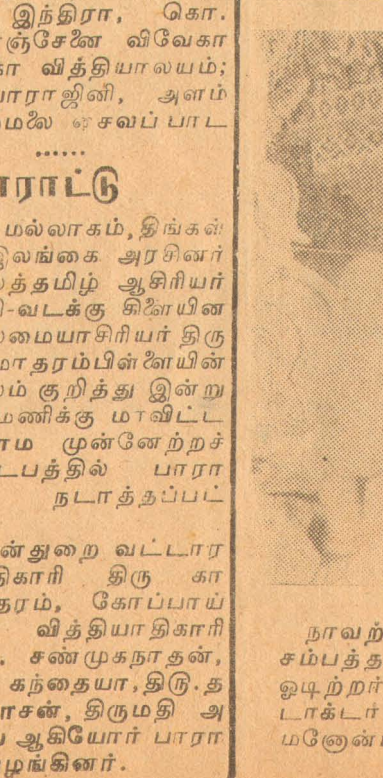 இந்திரா, கொ.
ஞ்சேனை விவேகா
வித்தியாலயம்;
ராஜினி, அளம்
சைவப் பாட
......
ராட்டு
மல்லாகம், திங்கள்
இலங்கை அரசினர்
த்தமிழ் ஆசிரியர்
-வடக்கு கிளையின
மையாசிரியர் திரு
மாதரம்பிள்ளையின்
ம் குறித்து இன்று
மணிக்கு மாவிட்ட
ாம முன்னேற்றச்
டபத்தில் பாரா
நடாத்தப்பட்
ன்துறை வட்டார
திகாரி திரு கா
தரம், கோப்பாய்
வித்தியாதிகாரி
. சண்முகநாதன்,
கந்தையா, திரு. த
ாசன், திருமதி அ
ஆகியோர் பாரா
ழங்கினர்.
நாவற்
சம்பத்த
ஓடிற்றர்
டாக்டர்
மனோன்